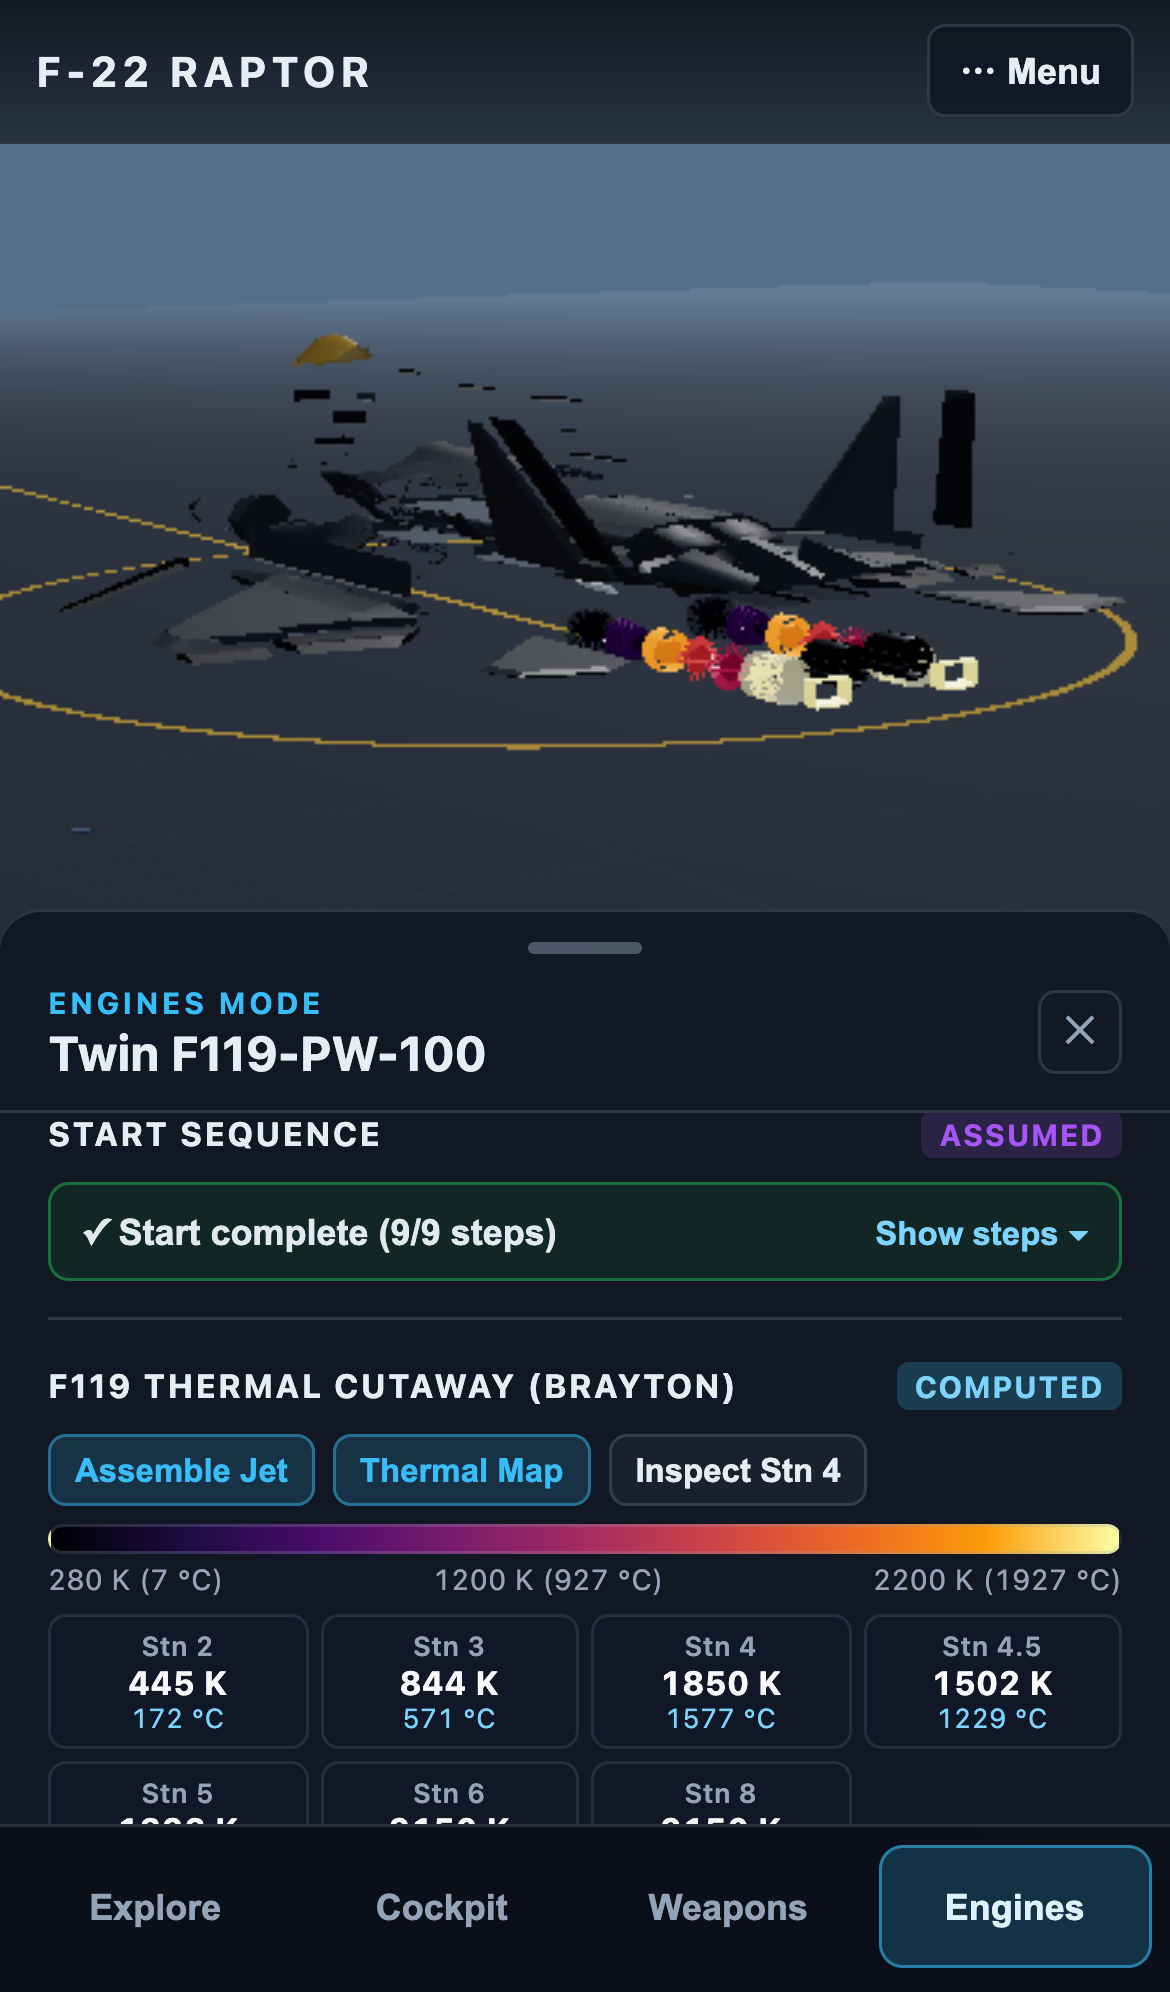 F-22 RAPTOR
··· Menu
ENGINES MODE
Twin F119-PW-100
START SEQUENCE
ASSUMED
✓ Start complete (9/9 steps)
Show steps
F119 THERMAL CUTAWAY (BRAYTON)
COMPUTED
Assemble Jet
Thermal Map
Inspect Stn 4
280 K (7 °C)
1200 K (927 °C)
2200 K (1927 °C)
Stn 2
445 K
172 °C
Stn 3
844 K
571 °C
Stn 4
1850 K
1577 °C
Stn 4.5
1502 K
1229 °C
Stn 5
Stn 6
Stn 8
Explore
Cockpit
Weapons
Engines